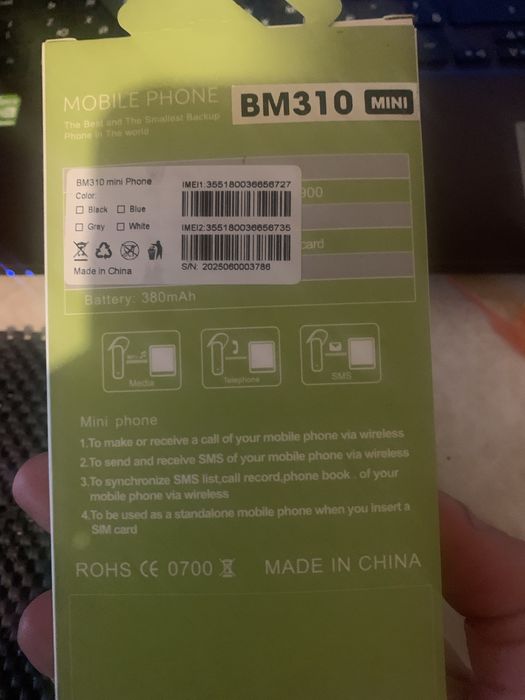 MOBILE PHONE
BM310 MINI
The Best and The Smallest Backup
Phone in The world
BM310 mini Phone
Color:
Black Blue
Gray White
Made in China
IMEI1:355180036656727
IMEI2:355180036656735
S/N: 2025060003786
900
card
Battery: 380mAh
Media
Telephone
SMS
Mini phone
1.To make or receive a call of your mobile phone via wireless
2.To send and receive SMS of your mobile phone via wireless
3.To synchronize SMS list,call record,phone book . of your
mobile phone via wireless
4.To be used as a standalone mobile phone when you insert a
SIM card
ROHS CE 0700 MADE IN CHINA